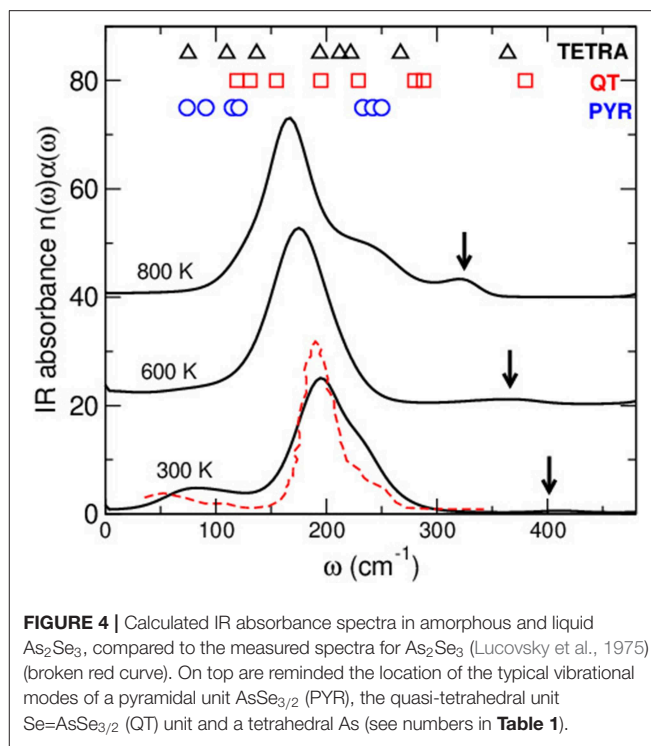 TETRA
80
QT
PYR
60
800 K
40
600 K
20
300 K
0
0 100 200 300 400
IR absorbance n(ω)α(ω)
ω (cm⁻¹)
FIGURE 4 | Calculated IR absorbance spectra in amorphous and liquid
As₂Se₃, compared to the measured spectra for As₂Se₃ (Lucovsky et al., 1975)
(broken red curve). On top are reminded the location of the typical vibrational
modes of a pyramidal unit AsSe₃/₂ (PYR), the quasi-tetrahedral unit
Se=AsSe₃/₂ (QT) unit and a tetrahedral As (see numbers in Table 1).